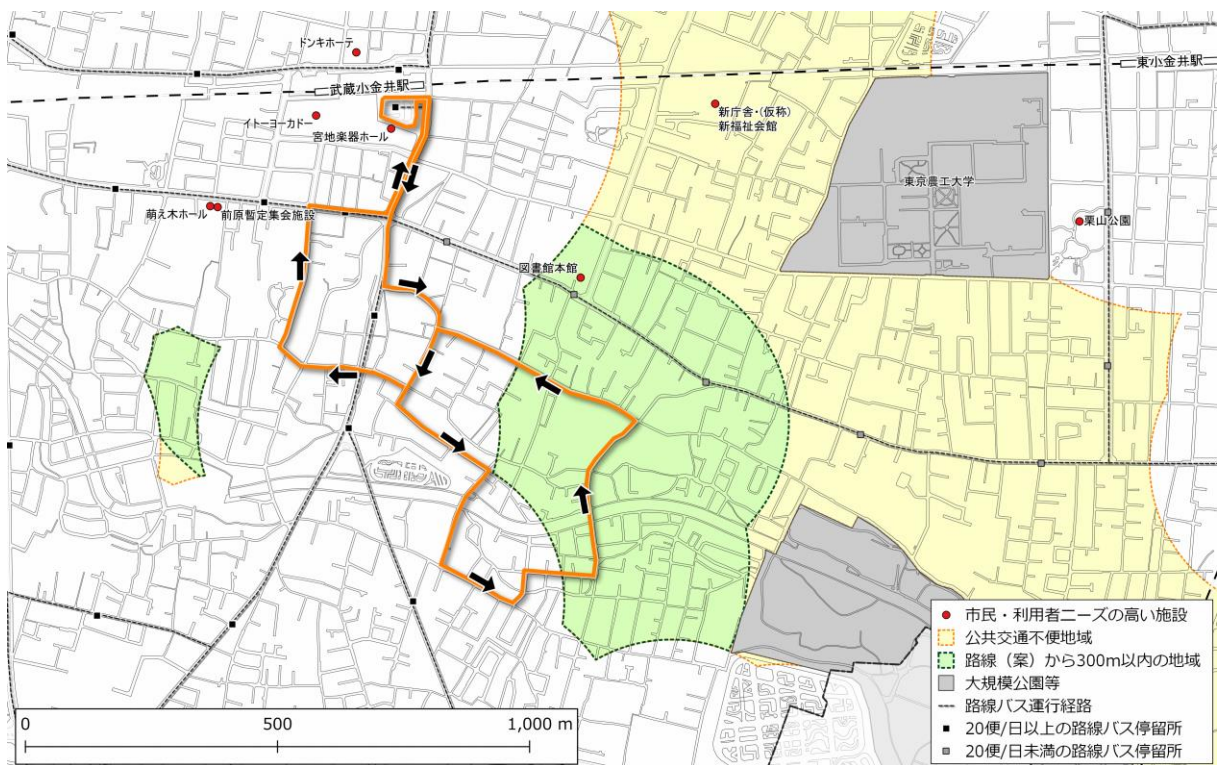 ドンキホーテ
武蔵小金井駅
東小金井駅
イトーヨーカドー
宮地楽器ホール
新庁舎・(仮称)
新福祉会館
東京農工大学
萌え木ホール
前原暫定集会施設
栗山公園
図書館本館
市民・利用者ニーズの高い施設
公共交通不便地域
路線（案）から300m以内の地域
大規模公園等
路線バス運行経路
20便/日以上の路線バス停留所
20便/日未満の路線バス停留所
0 500 1,000 m